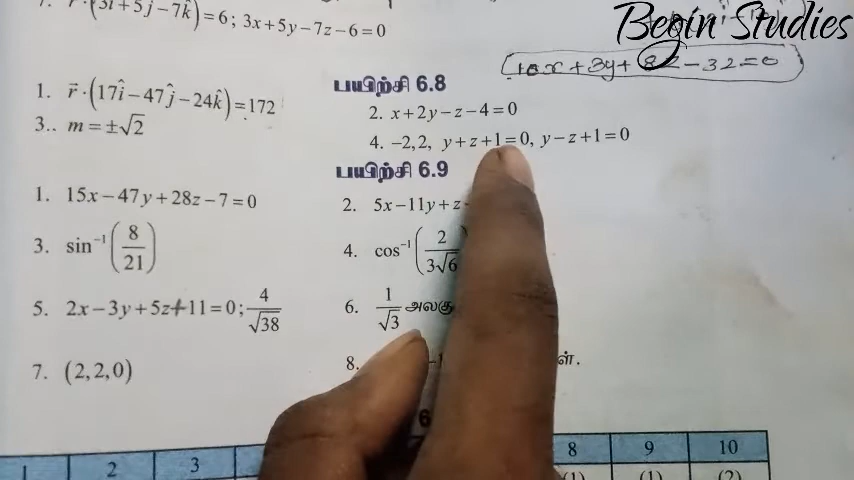 r⃗·(3î+5ĵ−7k̂)=6; 3x+5y−7z−6=0
Begin Studies
10x+3y+8z−32=0
பயிற்சி 6.8
1. r⃗·(17î−47ĵ−24k̂)=172
2. x+2y−z−4=0
3.. m=±√2
4. −2,2, y+z+1=0, y−z+1=0
பயிற்சி 6.9
1. 15x−47y+28z−7=0
2. 5x−11y+z
3. sin⁻¹(8/21)
4. cos⁻¹(2/3√6)
5. 2x−3y+5z+11=0; 4/√38
6. 1/√3 அலகு
7. (2,2,0)
8.
1 2 3 8 9 10
(1) (1) (2)